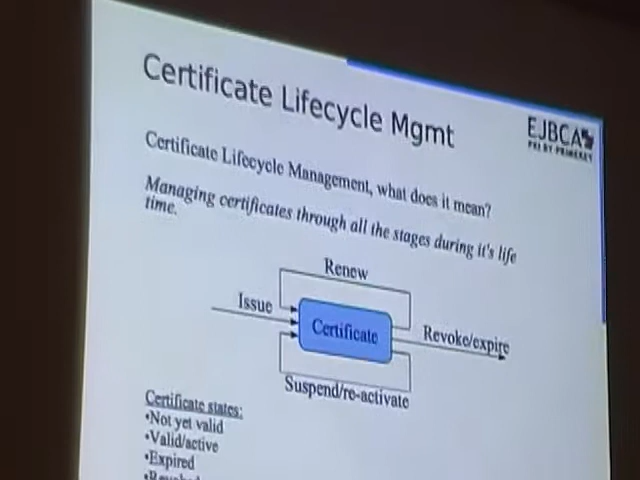 Certificate Lifecycle Mgmt
EJBCA
PKI BY PRIMEKEY
Certificate Lifecycle Management, what does it mean?
Managing certificates through all the stages during it's life
time.
Renew
Issue
Certificate
Revoke/expire
Suspend/re-activate
Certificate states:
•Not yet valid
•Valid/active
•Expired